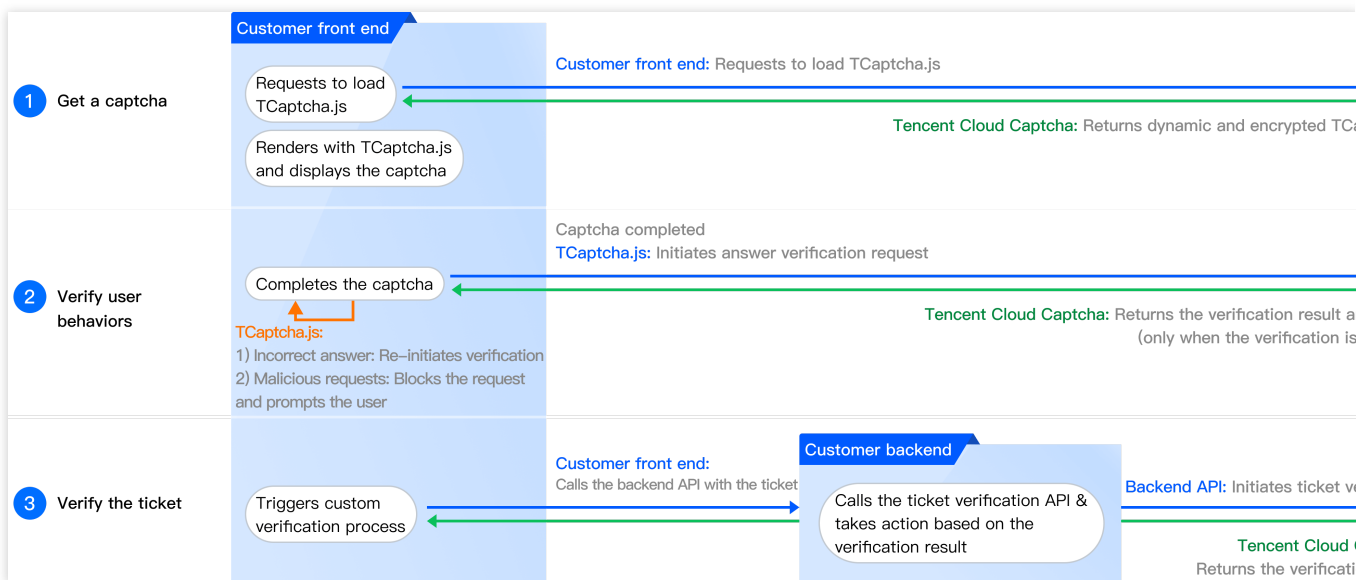 Customer front end
1
Get a captcha
Requests to load
TCaptcha.js
Renders with TCaptcha.js
and displays the captcha
Customer front end: Requests to load TCaptcha.js
Tencent Cloud Captcha: Returns dynamic and encrypted
2
Verify user
behaviors
Completes the captcha
TCaptcha.js:
1) Incorrect answer: Re-initiates verification
2) Malicious requests: Blocks the request
and prompts the user
Captcha completed
TCaptcha.js: Initiates answer verification request
Tencent Cloud Captcha: Returns the verification result
(only when the verification is
3
Verify the ticket
Triggers custom
verification process
Customer front end:
Calls the backend API with the ticket
Customer backend
Calls the ticket verification API &
takes action based on the
verification result
Backend API: Initiates ticket
Tencent Cloud
Returns the